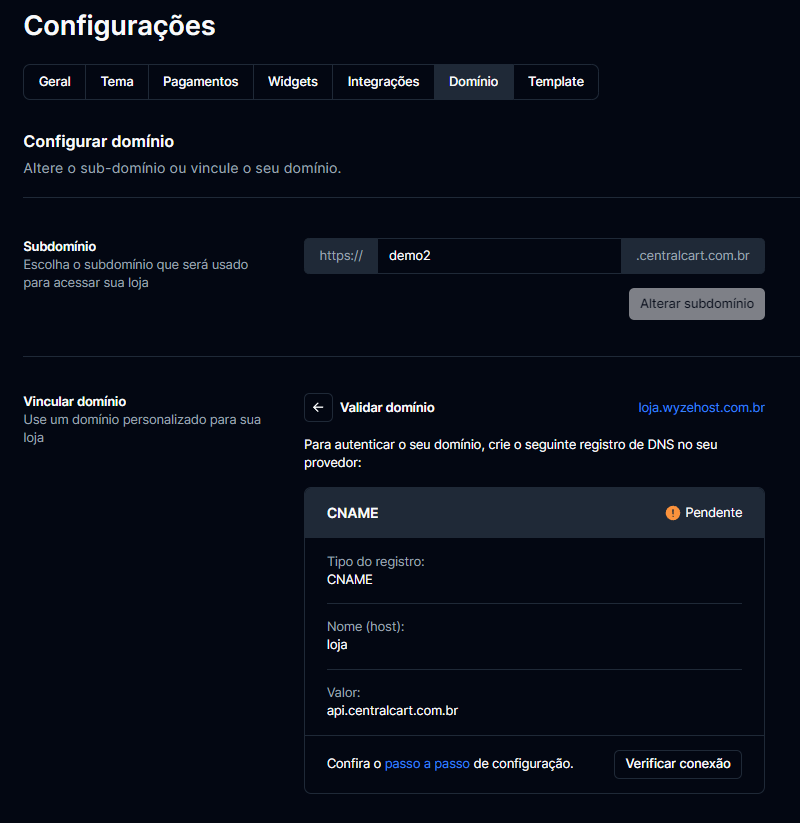 Configurações
Geral
Tema
Pagamentos
Widgets
Integrações
Domínio
Template
Configurar domínio
Altere o sub-domínio ou vincule o seu domínio.
Subdomínio
Escolha o subdomínio que será usado
para acessar sua loja
https://
demo2
.centralcart.com.br
Alterar subdomínio
Vincular domínio
Use um domínio personalizado para sua
loja
Validar domínio
loja.wyzehost.com.br
Para autenticar o seu domínio, crie o seguinte registro de DNS no seu
provedor:
CNAME
Pendente
Tipo do registro:
CNAME
Nome (host):
loja
Valor:
api.centralcart.com.br
Confira o passo a passo de configuração.
Verificar conexão